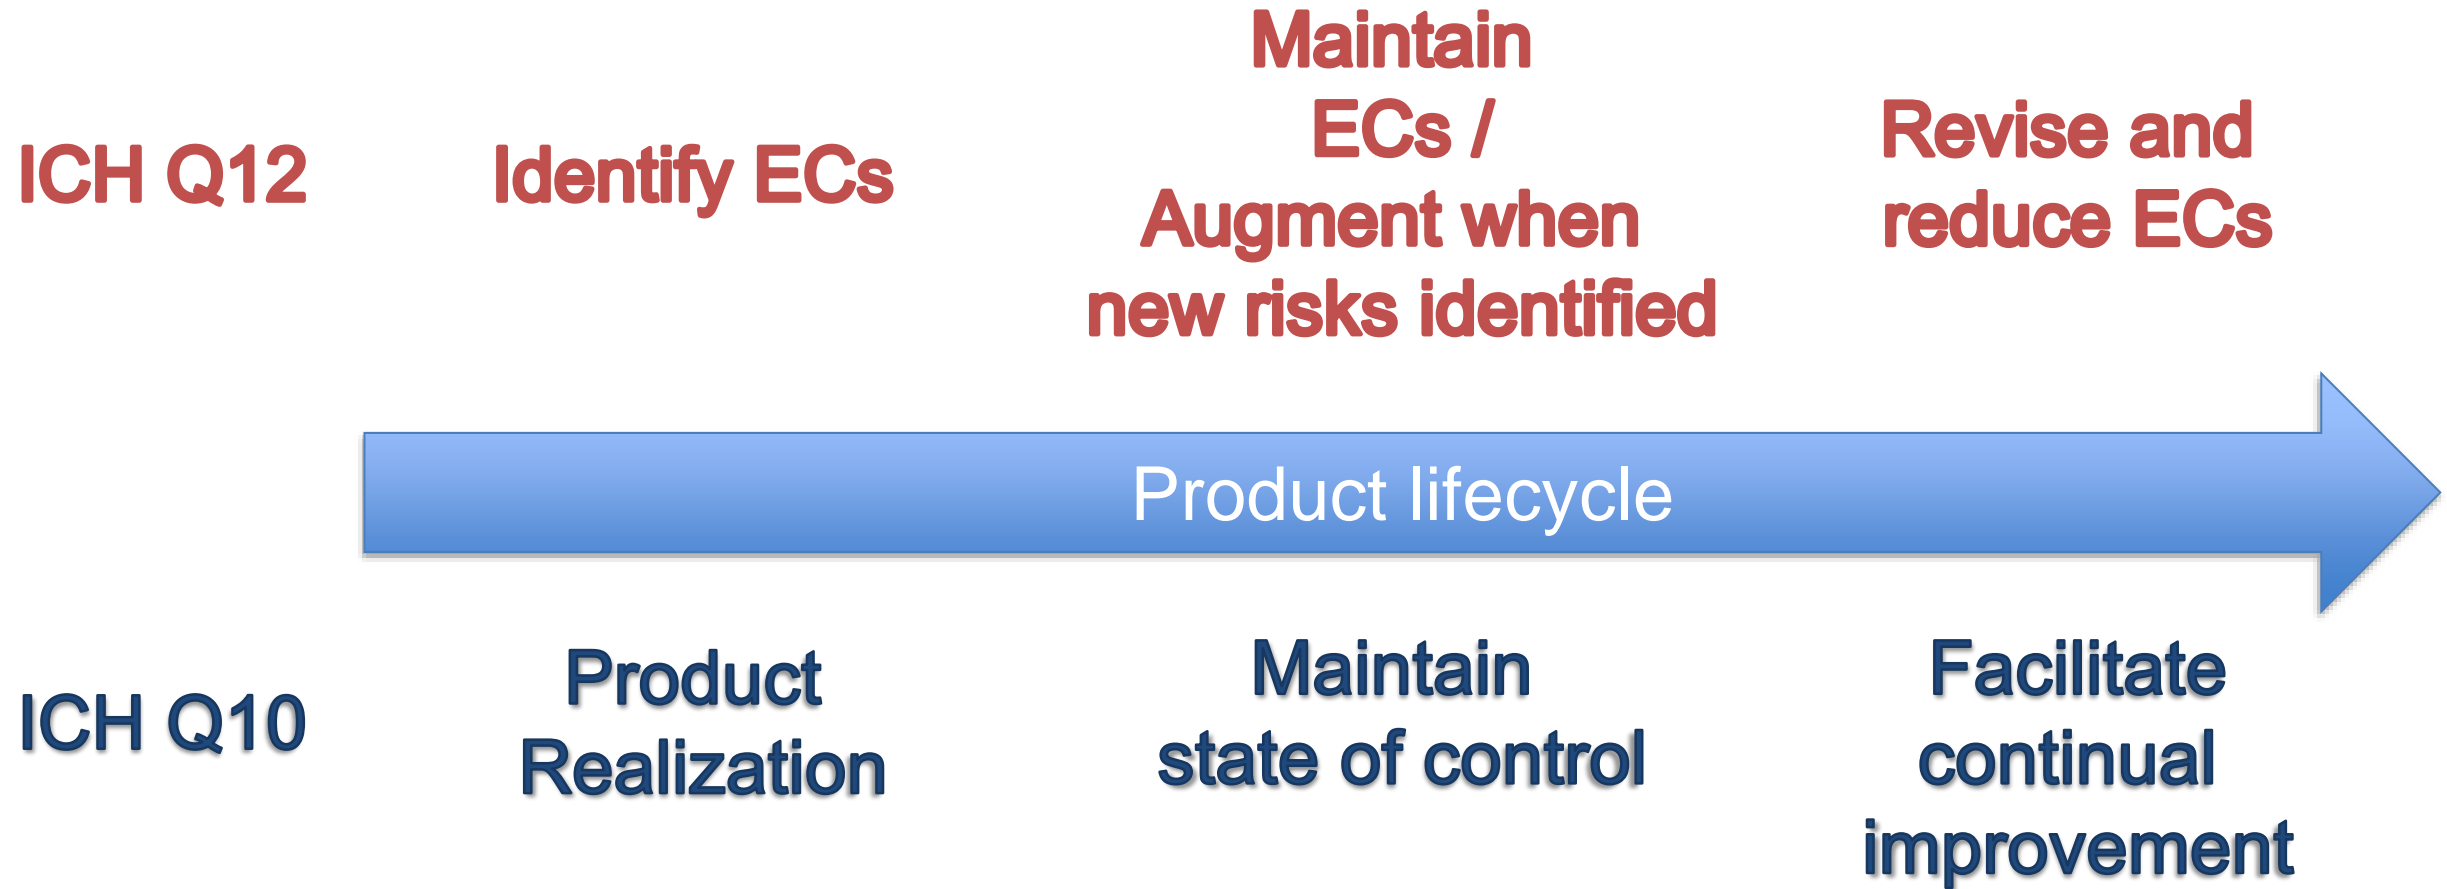 ICH Q12
Identify ECs
Maintain
ECs /
Augment when
new risks identified
Revise and
reduce ECs
Product lifecycle
ICH Q10
Product
Realization
Maintain
state of control
Facilitate
continual
improvement